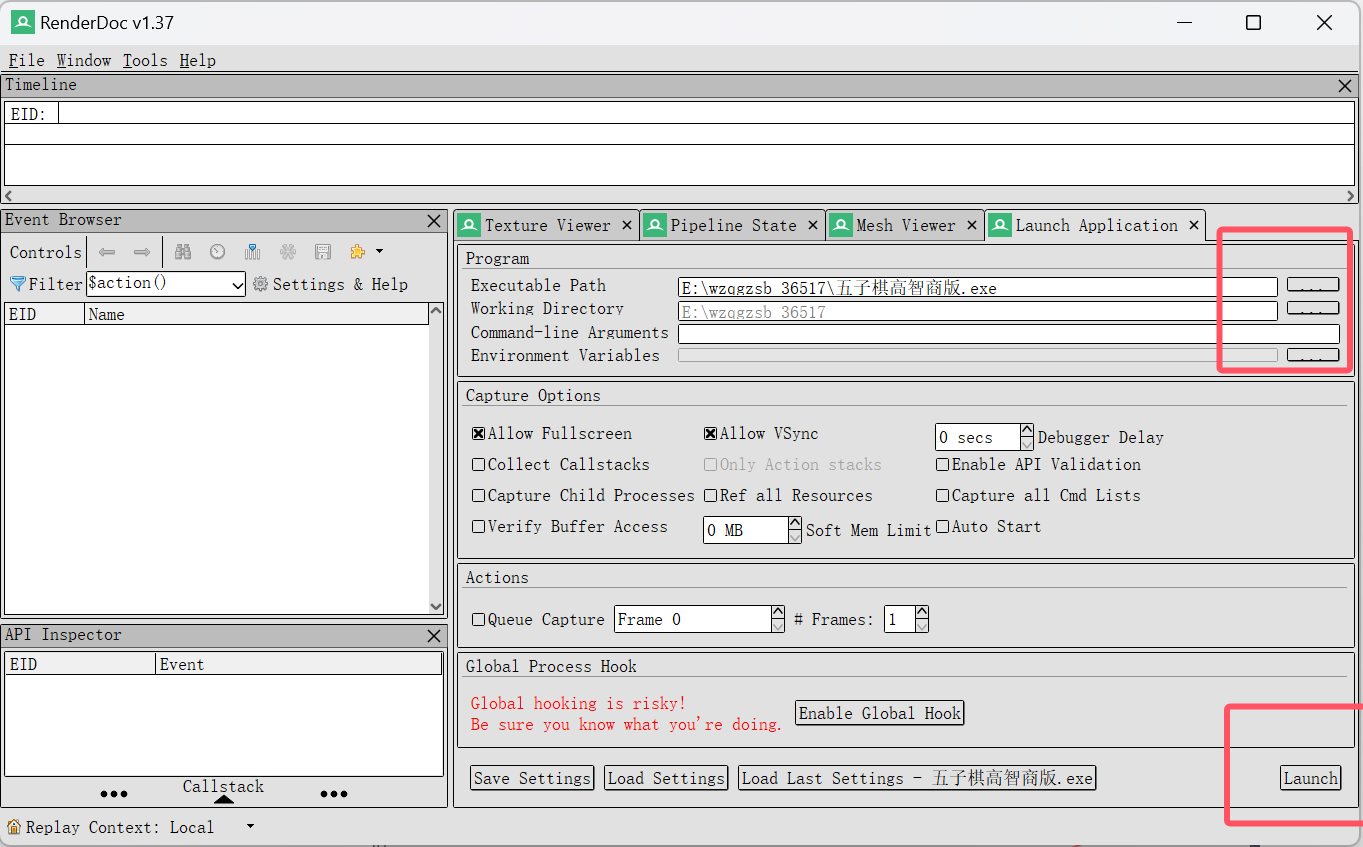 RenderDoc v1.37
File Window Tools Help
Timeline
EID:
Event Browser
Controls
Filter $action() Settings & Help
EID Name
API Inspector
EID Event
Callstack
Texture Viewer Pipeline State Mesh Viewer Launch Application
Program
Executable Path E:\wzqgzsb_36517\五子棋高智商版.exe ...
Working Directory E:\wzqgzsb_36517 ...
Command-line Arguments
Environment Variables ...
Capture Options
Allow Fullscreen Allow VSync 0 secs Debugger Delay
Collect Callstacks Only Action stacks Enable API Validation
Capture Child Processes Ref all Resources Capture all Cmd Lists
Verify Buffer Access 0 MB Soft Mem Limit Auto Start
Actions
Queue Capture Frame 0 # Frames: 1
Global Process Hook
Global hooking is risky!
Be sure you know what you're doing. Enable Global Hook
Save Settings Load Settings Load Last Settings - 五子棋高智商版.exe Launch
Replay Context: Local